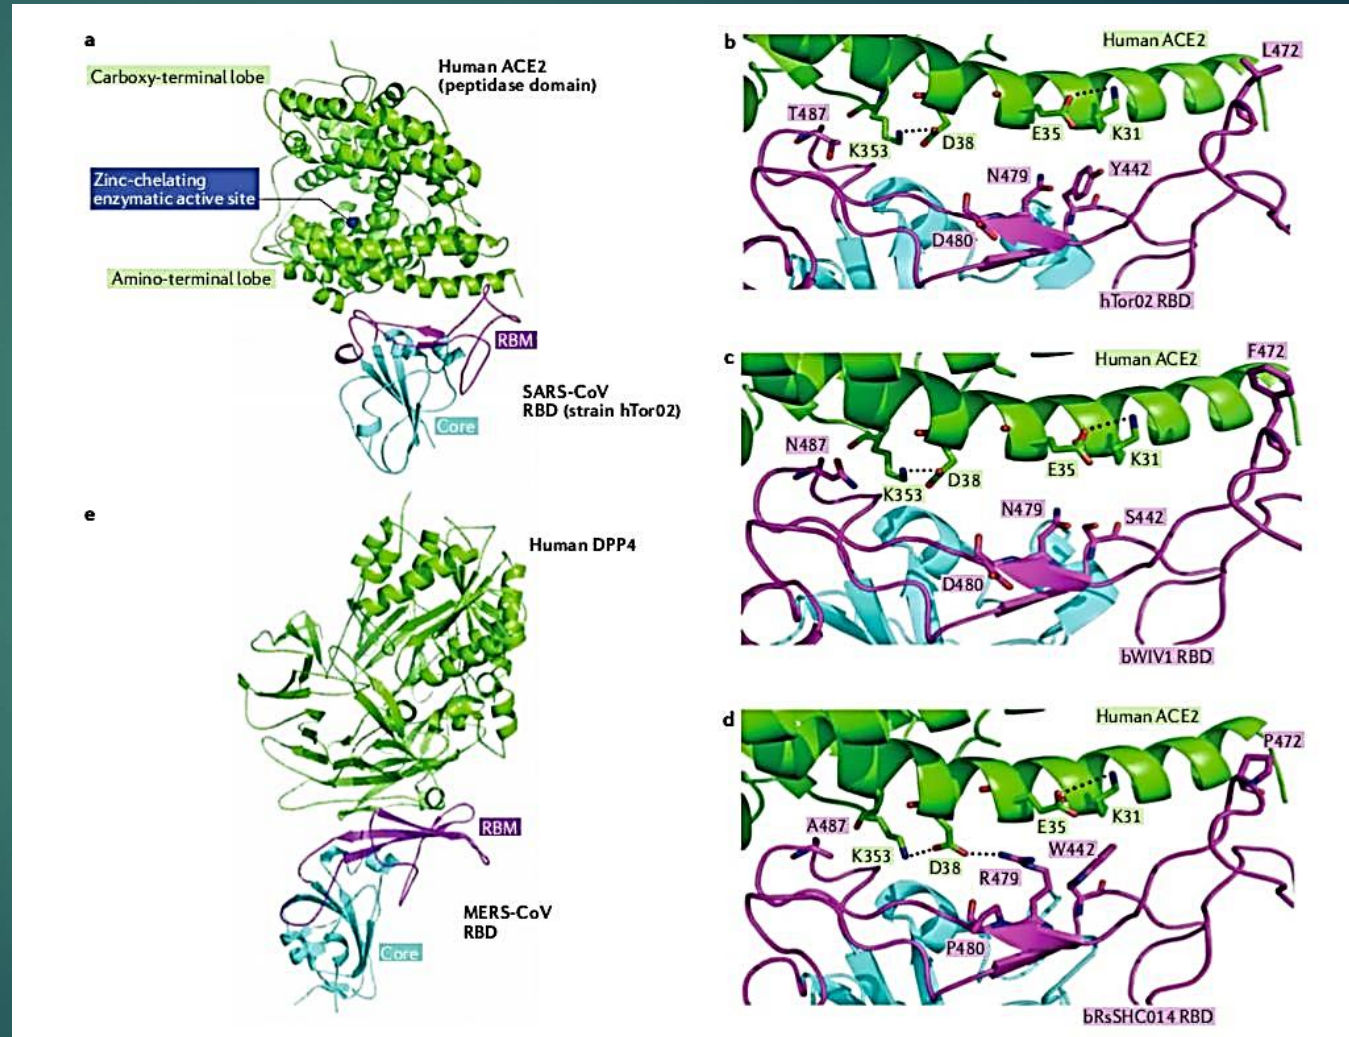 a
Carboxy-terminal lobe
Human ACE2
(peptidase domain)
Zinc-chelating
enzymatic active site
Amino-terminal lobe
RBM
SARS-CoV
RBD (strain hTor02)
Core
b
Human ACE2
L472
T487
K353
D38
E35
K31
N479
Y442
D480
hTor02 RBD
c
Human ACE2
F472
N487
K353
D38
E35
K31
N479
S442
D480
bWIV1 RBD
d
Human ACE2
P472
A487
K353
D38
E35
K31
R479
W442
P480
bRsSHC014 RBD
e
Human DPP4
RBM
MERS-CoV
RBD
Core